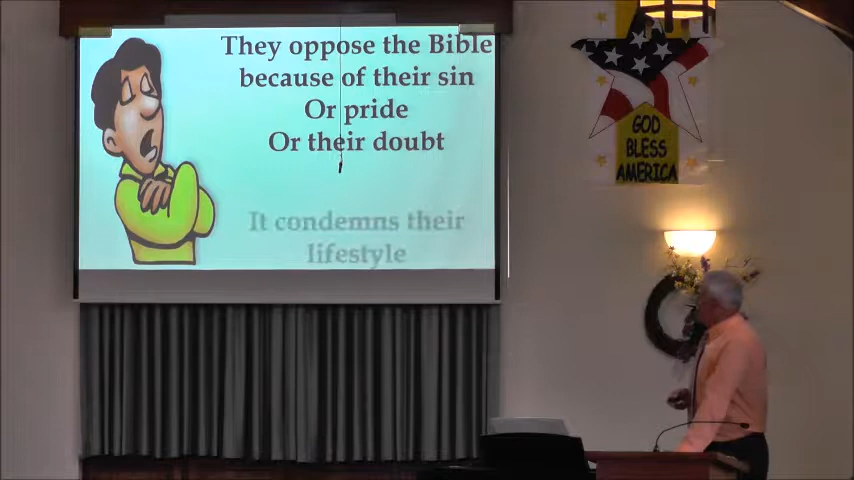 They oppose the Bible
because of their sin
Or pride
Or their doubt
It condemns their
lifestyle
GOD
BLESS
AMERICA